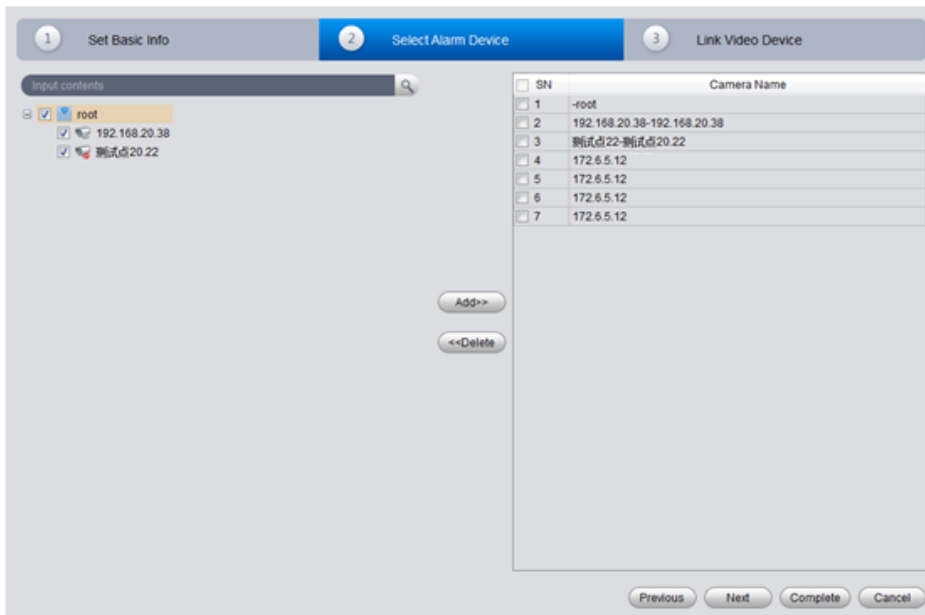 1 Set Basic Info 2 Select Alarm Device 3 Link Video Device
Input contents
root
192.168.20.38
测试点20.22
SN Camera Name
1 -root
2 192.168.20.38-192.168.20.38
3 测试点22-测试点20.22
4 172.6.5.12
5 172.6.5.12
6 172.6.5.12
7 172.6.5.12
Add>>
<<Delete
Previous Next Complete Cancel